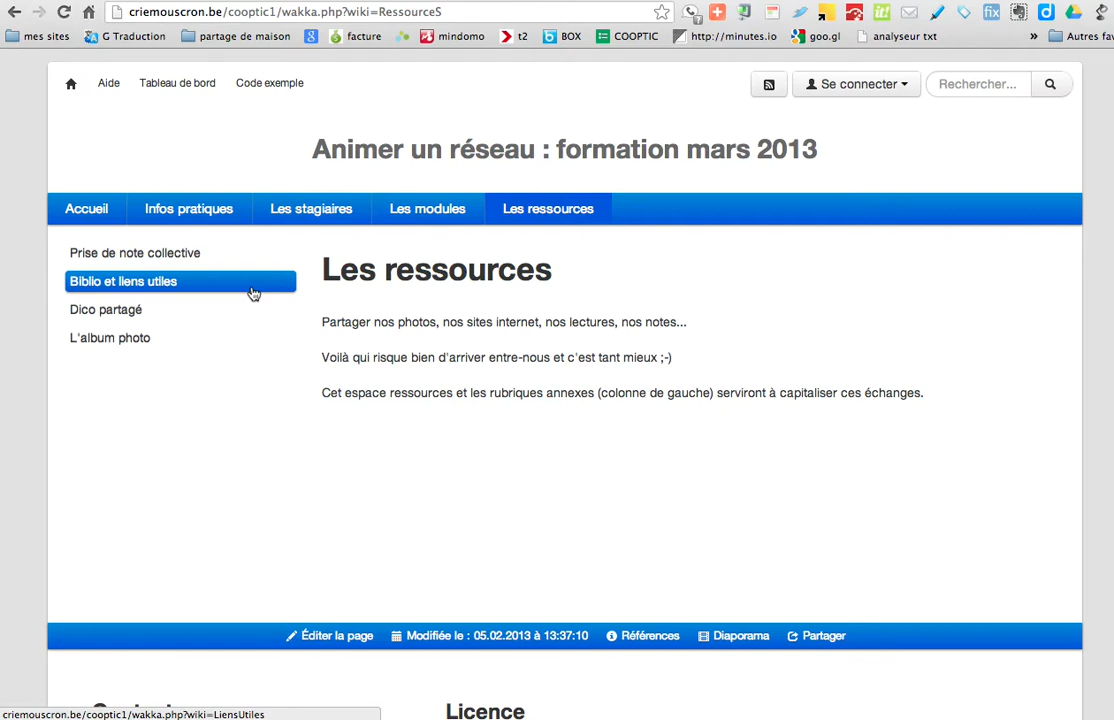 criemouscron.be/cooptic1/wakka.php?wiki=RessourceS
mes sites G Traduction partage de maison facture mindomo t2 BOX COOPTIC http://minutes.io goo.gl analyseur txt » Autres fav
Aide Tableau de bord Code exemple Se connecter Rechercher...
Animer un réseau : formation mars 2013
Accueil Infos pratiques Les stagiaires Les modules Les ressources
Prise de note collective
Biblio et liens utiles
Dico partagé
L'album photo
Les ressources
Partager nos photos, nos sites internet, nos lectures, nos notes...
Voilà qui risque bien d'arriver entre-nous et c'est tant mieux ;-)
Cet espace ressources et les rubriques annexes (colonne de gauche) serviront à capitaliser ces échanges.
Éditer la page Modifiée le : 05.02.2013 à 13:37:10 Références Diaporama Partager
Licence
criemouscron.be/cooptic1/wakka.php?wiki=LiensUtiles